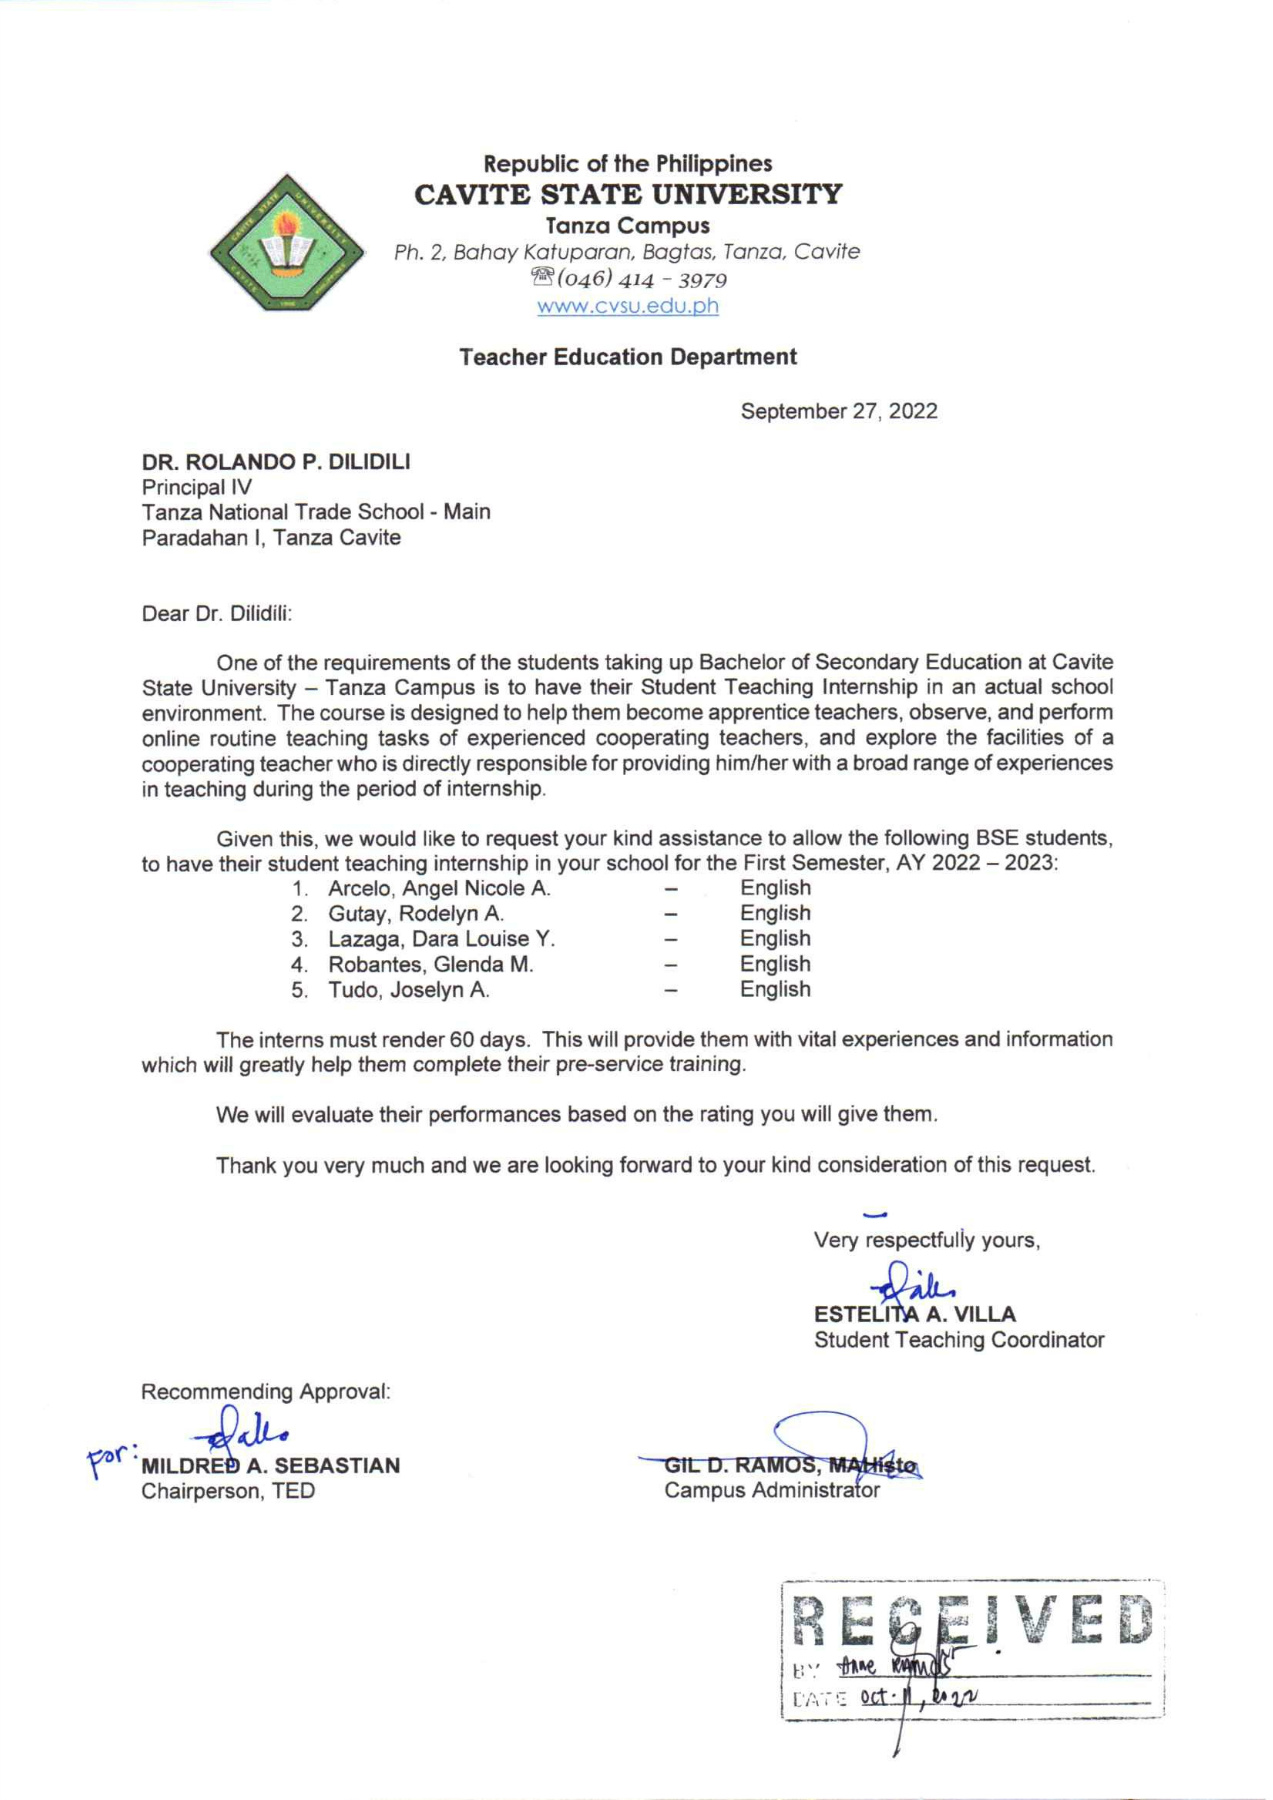 Republic of the Philippines
CAVITE STATE UNIVERSITY
Tanza Campus
Ph. 2, Bahay Katuparan, Bagtas, Tanza, Cavite
☏(046) 414 - 3979
www.cvsu.edu.ph
CAVITE STATE UNIVERSITY
CAVITE 1906 PHILIPPINES
Teacher Education Department
September 27, 2022
DR. ROLANDO P. DILIDILI
Principal IV
Tanza National Trade School - Main
Paradahan I, Tanza Cavite
Dear Dr. Dilidili:
One of the requirements of the students taking up Bachelor of Secondary Education at Cavite
State University – Tanza Campus is to have their Student Teaching Internship in an actual school
environment. The course is designed to help them become apprentice teachers, observe, and perform
online routine teaching tasks of experienced cooperating teachers, and explore the facilities of a
cooperating teacher who is directly responsible for providing him/her with a broad range of experiences
in teaching during the period of internship.
Given this, we would like to request your kind assistance to allow the following BSE students,
to have their student teaching internship in your school for the First Semester, AY 2022 – 2023:
1. Arcelo, Angel Nicole A. – English
2. Gutay, Rodelyn A. – English
3. Lazaga, Dara Louise Y. – English
4. Robantes, Glenda M. – English
5. Tudo, Joselyn A. – English
The interns must render 60 days. This will provide them with vital experiences and information
which will greatly help them complete their pre-service training.
We will evaluate their performances based on the rating you will give them.
Thank you very much and we are looking forward to your kind consideration of this request.
Very respectfully yours,
ESTELITA A. VILLA
Student Teaching Coordinator
Recommending Approval:
for:
MILDRED A. SEBASTIAN
Chairperson, TED
GIL D. RAMOS, MAHisto
Campus Administrator
RECEIVED
BY Anne Ramos
DATE Oct. 11, 2022